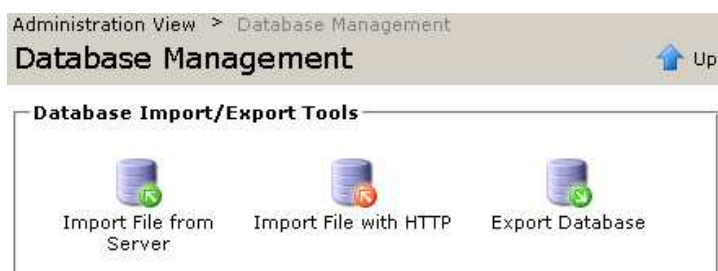 Administration View > Database Management
Database Management
Up
Database Import/Export Tools
Import File from Server
Import File with HTTP
Export Database